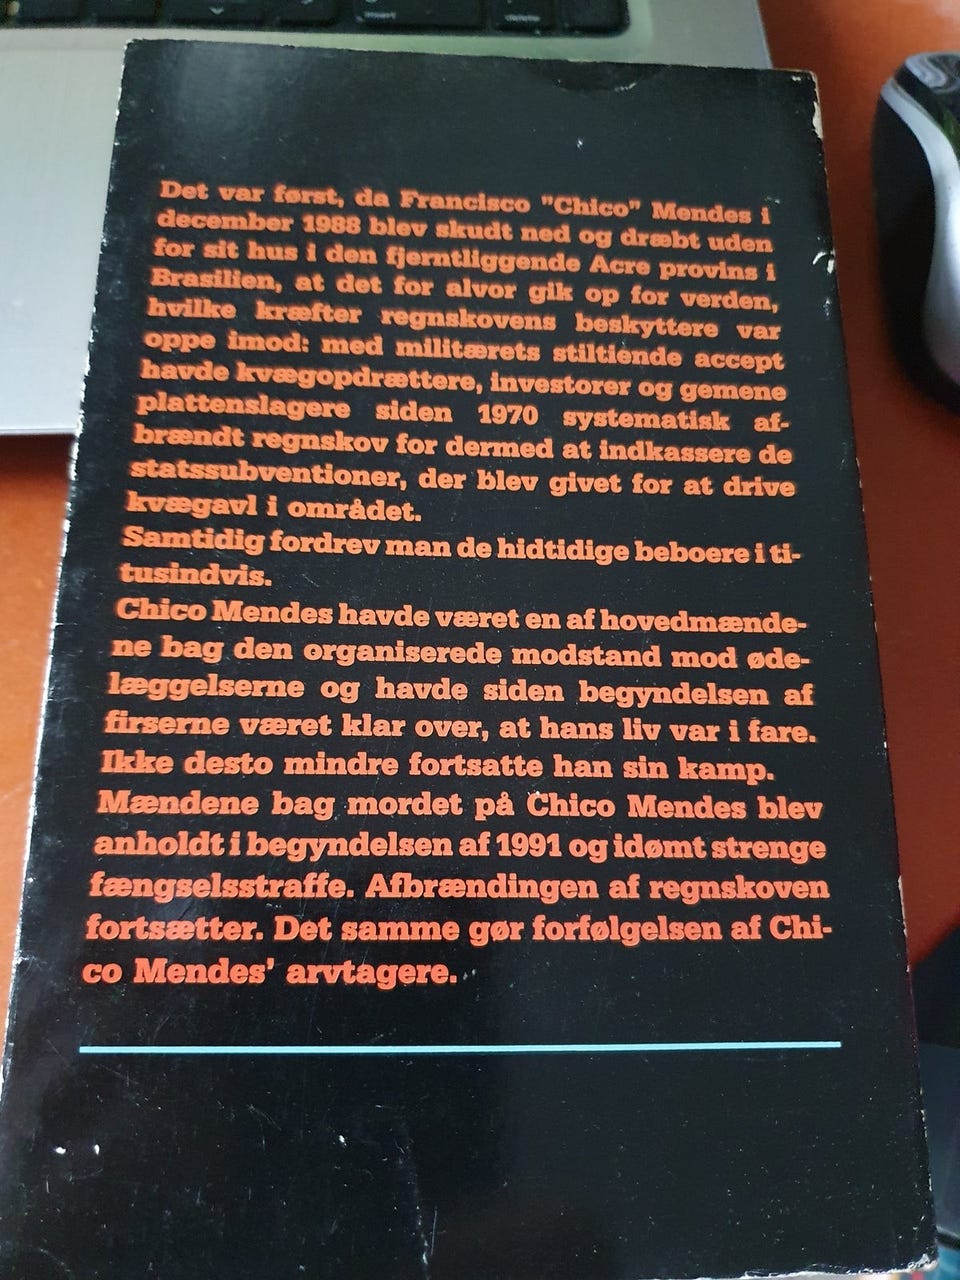 Det var først, da Francisco "Chico" Mendes i
december 1988 blev skudt ned og dræbt uden
for sit hus i den fjerntliggende Acre provins i
Brasilien, at det for alvor gik op for verden,
hvilke kræfter regnskovens beskyttere var
oppe imod: med militærets stiltiende accept
havde kvægopdrættere, investorer og gemene
plattenslagere siden 1970 systematisk af-
brændt regnskov for dermed at indkassere de
statssubventioner, der blev givet for at drive
kvægavl i området.
Samtidig fordrev man de hidtidige beboere i ti-
tusindvis.
Chico Mendes havde været en af hovedmænde-
ne bag den organiserede modstand mod øde-
læggelserne og havde siden begyndelsen af
firserne været klar over, at hans liv var i fare.
Ikke desto mindre fortsatte han sin kamp.
Mændene bag mordet på Chico Mendes blev
anholdt i begyndelsen af 1991 og idømt strenge
fængselsstraffe. Afbrændingen af regnskoven
fortsætter. Det samme gør forfølgelsen af Chi-
co Mendes' arvtagere.